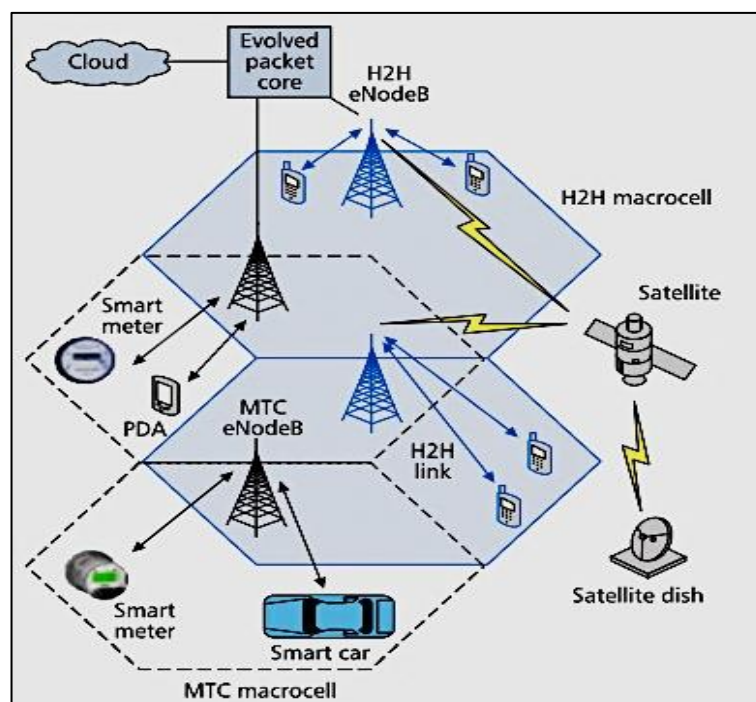 Cloud
Evolved
packet
core
H2H
eNodeB
H2H macrocell
Smart
meter
Satellite
PDA
MTC
eNodeB
H2H
link
Smart
meter
Smart car
Satellite dish
MTC macrocell